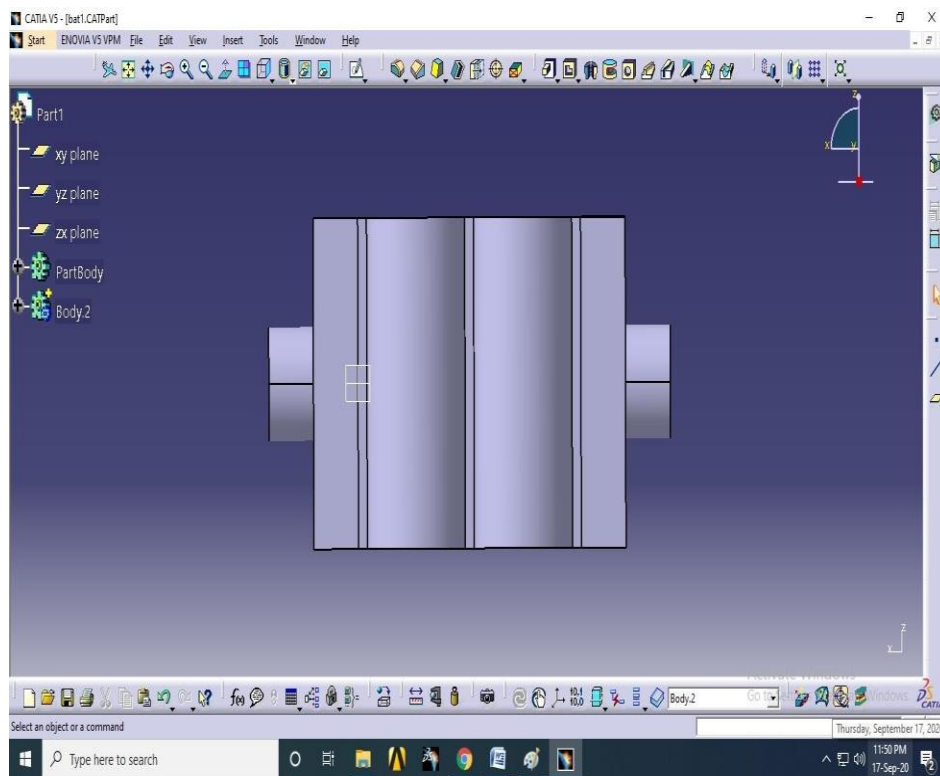 CATIA V5 - [bat1.CATPart]
Start ENOVIA V5 VPM File Edit View Insert Tools Window Help
Part1
xy plane
yz plane
zx plane
PartBody
Body.2
z
x y
z
x
Body.2
Select an object or a command
Thursday, September 17, 202
Type here to search
11:50 PM
17-Sep-20
2